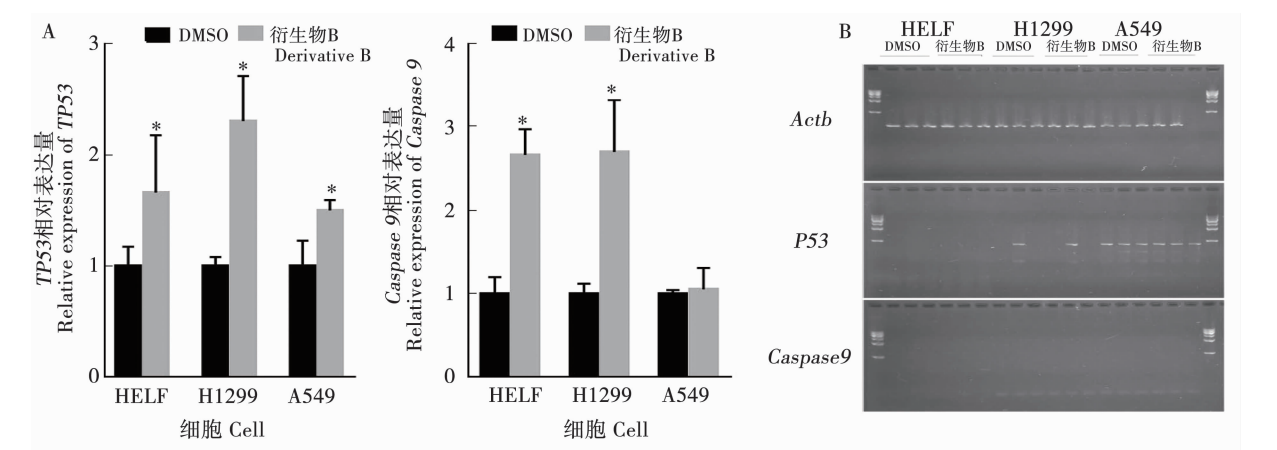 A
DMSO 衍生物B
Derivative B
TP53相对表达量
Relative expression of TP53
3
2
1
0
HELF H1299 A549
细胞 Cell
DMSO 衍生物B
Derivative B
Caspase 9相对表达量
Relative expression of Caspase 9
4
3
2
1
0
HELF H1299 A549
细胞 Cell
* * *
* *
B
HELF H1299 A549
DMSO 衍生物B DMSO 衍生物B DMSO 衍生物B
Actb
P53
Caspase9